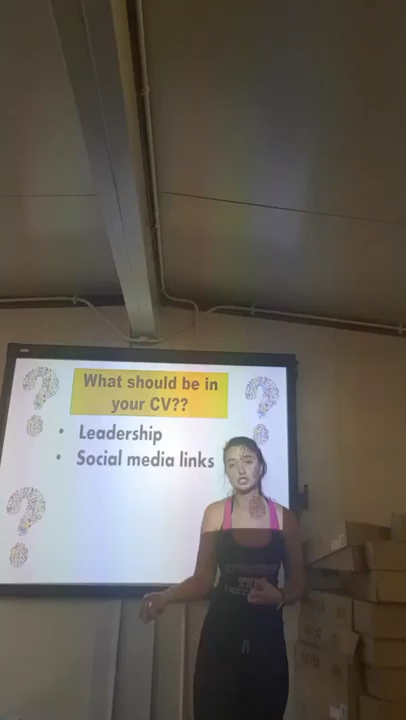 What should be in
your CV??
• Leadership
• Social media links